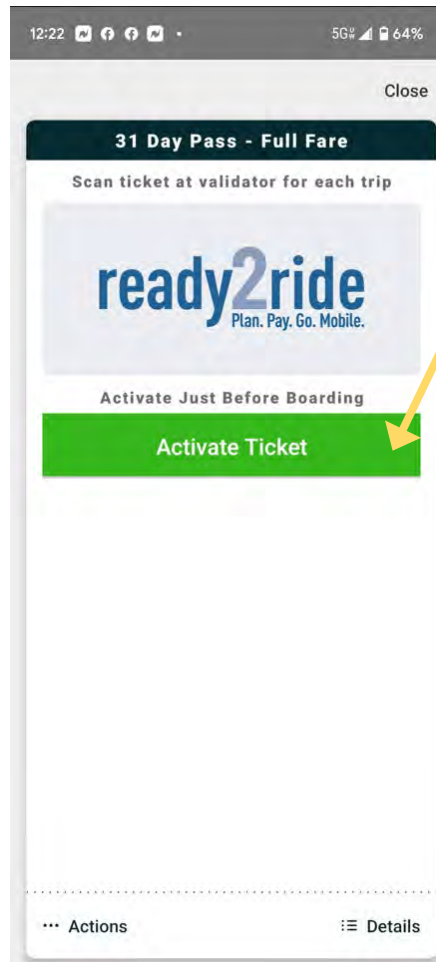 12:22
5G 64%
Close
31 Day Pass - Full Fare
Scan ticket at validator for each trip
ready2ride
Plan. Pay. Go. Mobile.
Activate Just Before Boarding
Activate Ticket
Actions
Details